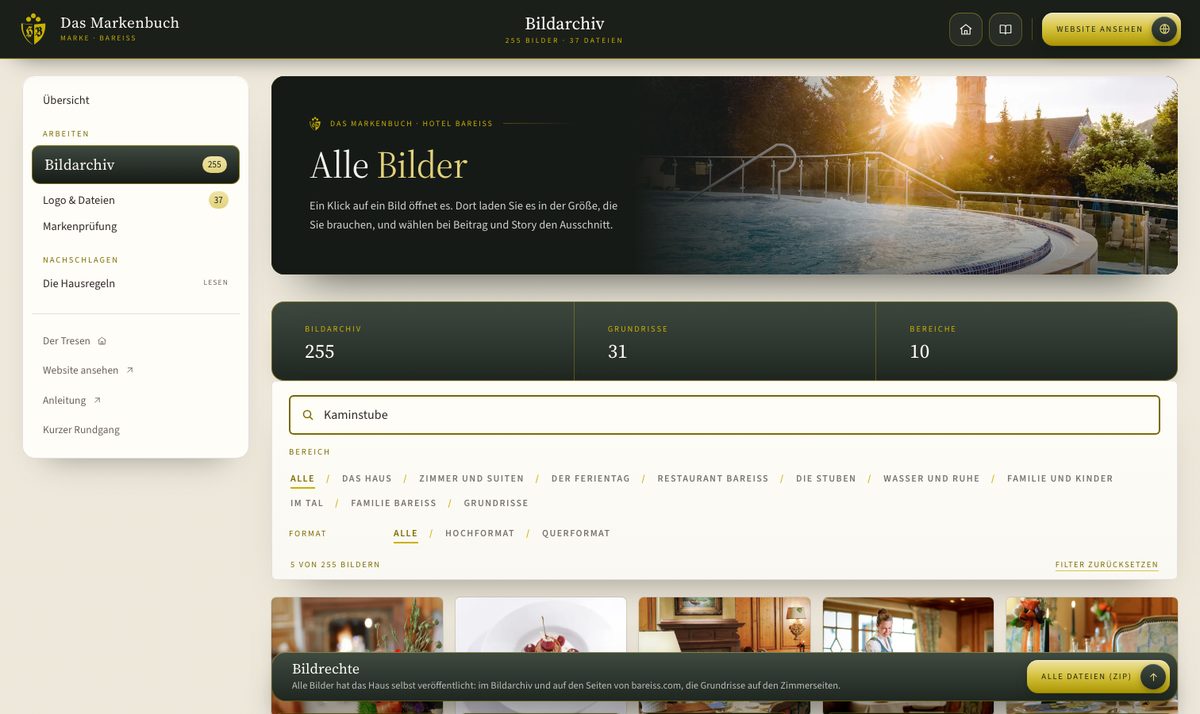 Das Markenbuch
MARKE · BAREISS
Bildarchiv
255 BILDER · 37 DATEIEN
WEBSITE ANSEHEN
Übersicht
ARBEITEN
Bildarchiv 255
Logo & Dateien 37
Markenprüfung
NACHSCHLAGEN
Die Hausregeln LESEN
Der Tresen
Website ansehen
Anleitung
Kurzer Rundgang
DAS MARKENBUCH · HOTEL BAREISS
Alle Bilder
Ein Klick auf ein Bild öffnet es. Dort laden Sie es in der Größe, die
Sie brauchen, und wählen bei Beitrag und Story den Ausschnitt.
BILDARCHIV
255
GRUNDRISSE
31
BEREICHE
10
Kaminstube
BEREICH
ALLE / DAS HAUS / ZIMMER UND SUITEN / DER FERIENTAG / RESTAURANT BAREISS / DIE STUBEN / WASSER UND RUHE / FAMILIE UND KINDER
IM TAL / FAMILIE BAREISS / GRUNDRISSE
FORMAT ALLE / HOCHFORMAT / QUERFORMAT
5 VON 255 BILDERN
FILTER ZURÜCKSETZEN
Bildrechte
Alle Bilder hat das Haus selbst veröffentlicht: im Bildarchiv und auf den Seiten von bareiss.com, die Grundrisse auf den Zimmerseiten.
ALLE DATEIEN (ZIP)